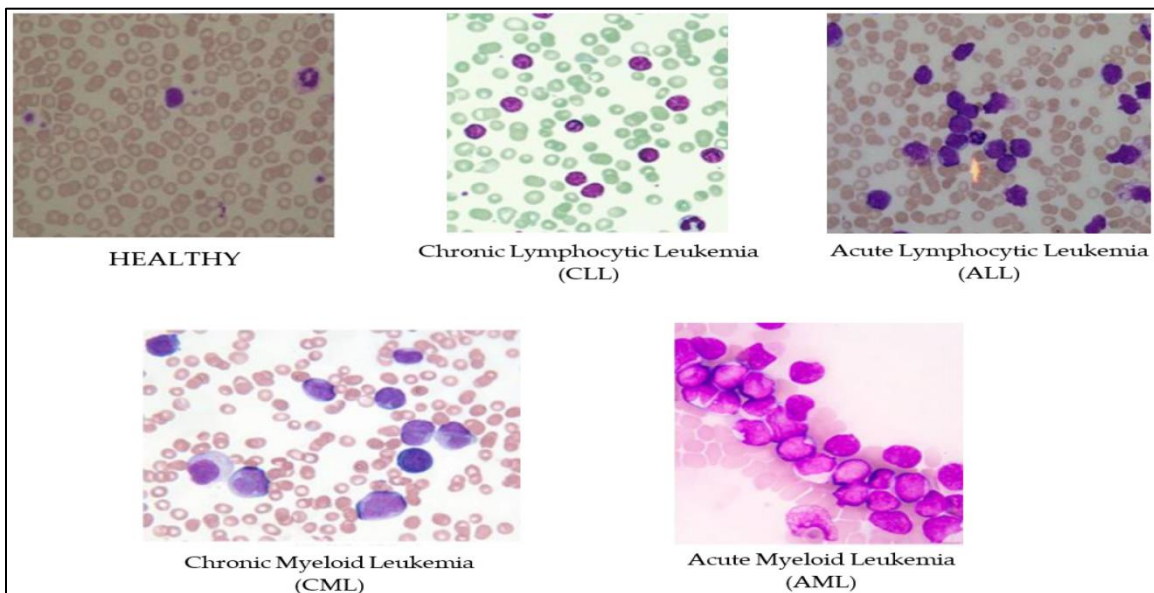 HEALTHY
Chronic Lymphocytic Leukemia
(CLL)
Acute Lymphocytic Leukemia
(ALL)
Chronic Myeloid Leukemia
(CML)
Acute Myeloid Leukemia
(AML)